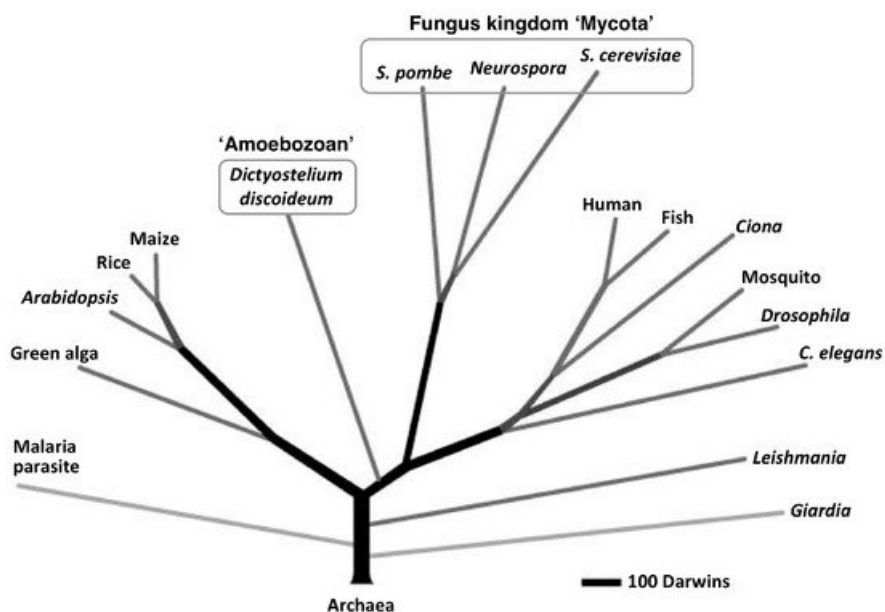 Fungus kingdom ‘Mycota’
S. cerevisiae
Neurospora
S. pombe
‘Amoebozoan’
Dictyostelium
discoideum
Human
Fish
Ciona
Maize
Rice
Arabidopsis
Mosquito
Drosophila
Green alga
C. elegans
Malaria
parasite
Leishmania
Giardia
100 Darwins
Archaea